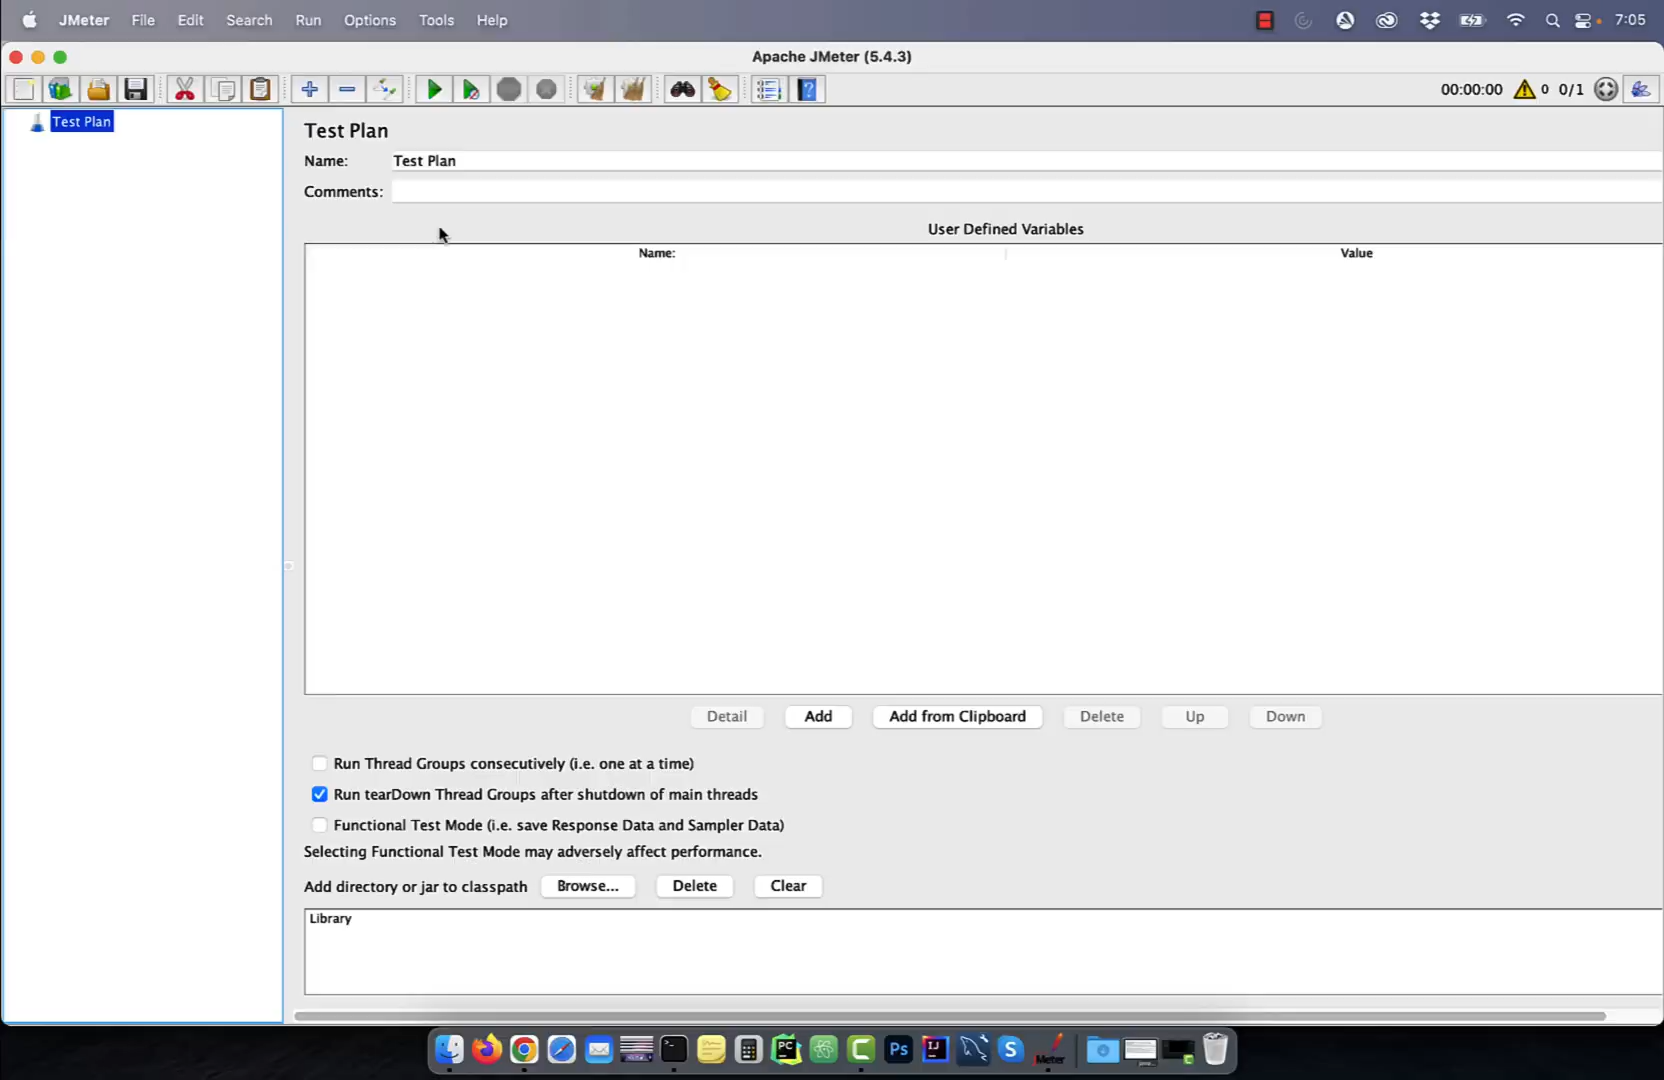 JMeter File Edit Search Run Options Tools Help 7:05
Apache JMeter (5.4.3)
00:00:00 0 0/1
Test Plan
Test Plan
Name: Test Plan
Comments:
User Defined Variables
Name: Value
Detail Add Add from Clipboard Delete Up Down
Run Thread Groups consecutively (i.e. one at a time)
Run tearDown Thread Groups after shutdown of main threads
Functional Test Mode (i.e. save Response Data and Sampler Data)
Selecting Functional Test Mode may adversely affect performance.
Add directory or jar to classpath Browse... Delete Clear
Library
PC C Ps IJ S Meter